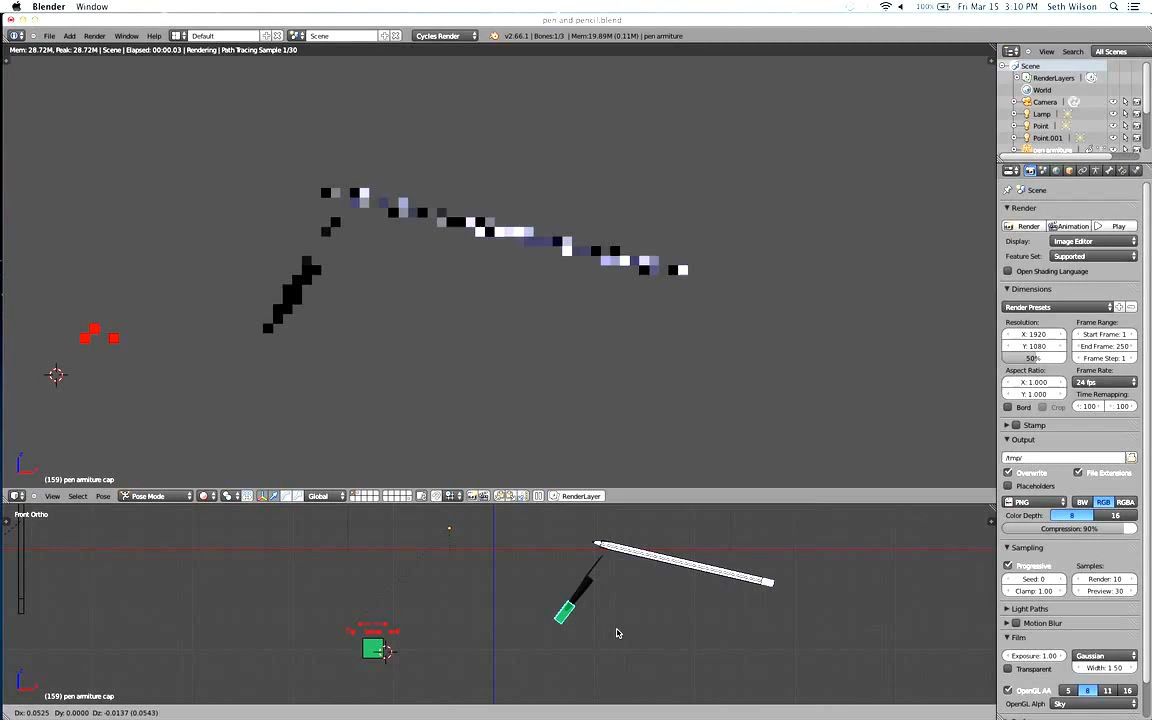 Blender Window 100% Fri Mar 15 3:10 PM Seth Wilson
pen and pencil.blend
File Add Render Window Help Default Scene Cycles Render v2.66.1 | Bones:1/3 | Mem:19.89M (0.11M) | pen armiture
Mem: 28.72M, Peak: 28.72M | Scene | Elapsed: 00:00.03 | Rendering | Path Tracing Sample 1/30
View Search All Scenes
Scene
RenderLayers
World
Camera
Lamp
Point
Point.001
pen armiture
Scene
Render
Render Animation Play
Display: Image Editor
Feature Set: Supported
Open Shading Language
Dimensions
Render Presets
Resolution: Frame Range:
X: 1920 Start Frame: 1
Y: 1080 End Frame: 250
50% Frame Step: 1
Aspect Ratio: Frame Rate:
X: 1.000 24 fps
Y: 1.000 Time Remapping:
Bord Crop : 100 : 100
Stamp
Output
/tmp/
Overwrite File Extensions
Placeholders
PNG BW RGB RGBA
Color Depth: 8 16
Compression: 90%
Sampling
Progressive Samples:
Seed: 0 Render: 10
Clamp: 1.00 Preview: 30
Light Paths
Motion Blur
Film
Exposure: 1.00 Gaussian
Transparent Width: 1.50
OpenGL AA 5 8 11 16
OpenGL Alph Sky
(159) pen armiture cap
View Select Pose Pose Mode Global RenderLayer
Front Ortho
(159) pen armiture cap
Dx: 0.0525 Dy: 0.0000 Dz: -0.0137 (0.0543)